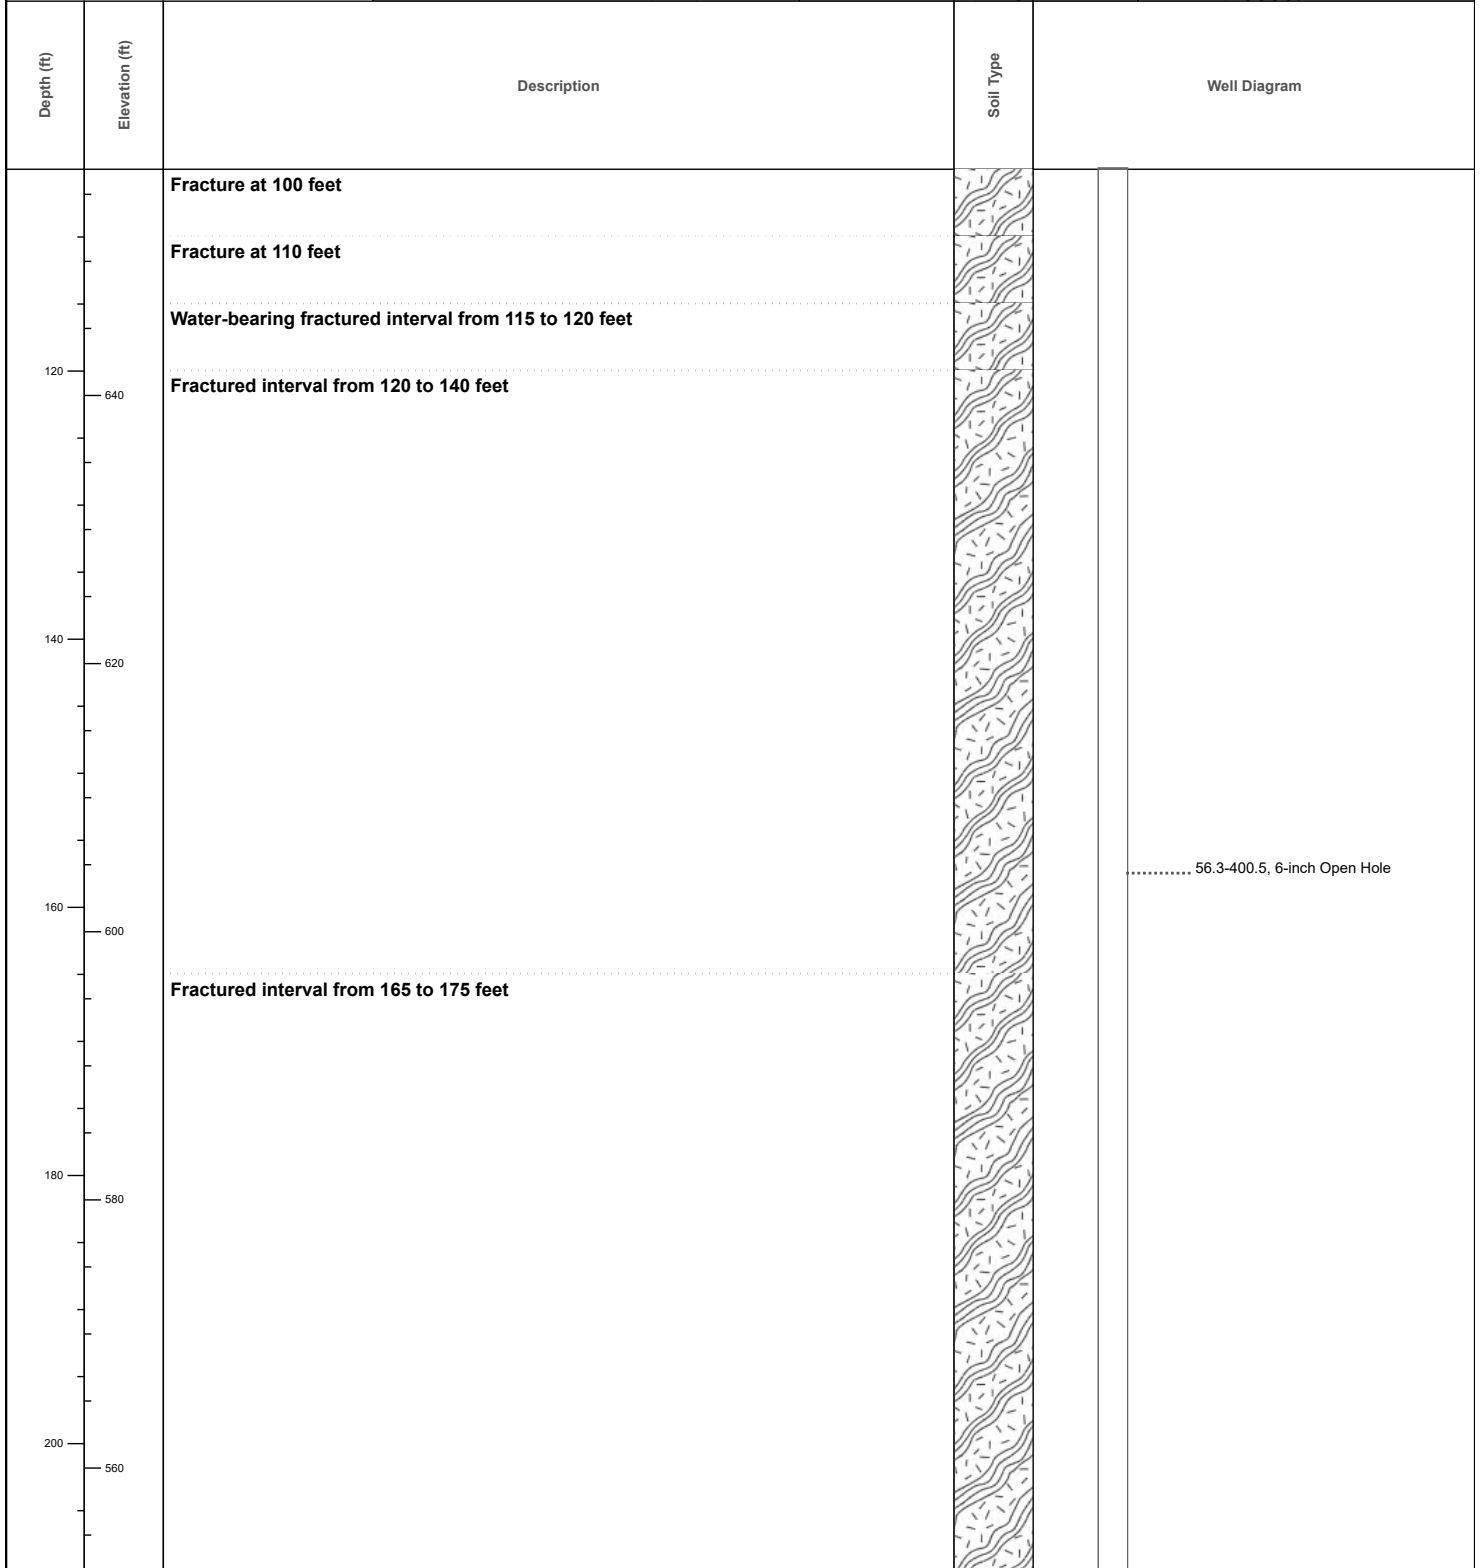 Depth (ft)
Elevation (ft)
Description
Soil Type
Well Diagram
Fracture at 100 feet
Fracture at 110 feet
Water-bearing fractured interval from 115 to 120 feet
120
Fractured interval from 120 to 140 feet
640
140
620
56.3-400.5, 6-inch Open Hole
160
600
Fractured interval from 165 to 175 feet
180
580
200
560